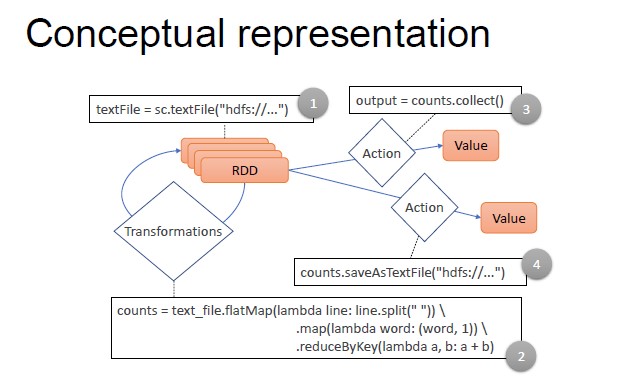 Conceptual representation
textFile = sc.textFile("hdfs://...")
1
output = counts.collect()
3
RDD
Action
Value
Action
Value
Transformations
counts.saveAsTextFile("hdfs://...")
4
counts = text_file.flatMap(lambda line: line.split(" ")) \
.map(lambda word: (word, 1)) \
.reduceByKey(lambda a, b: a + b)
2